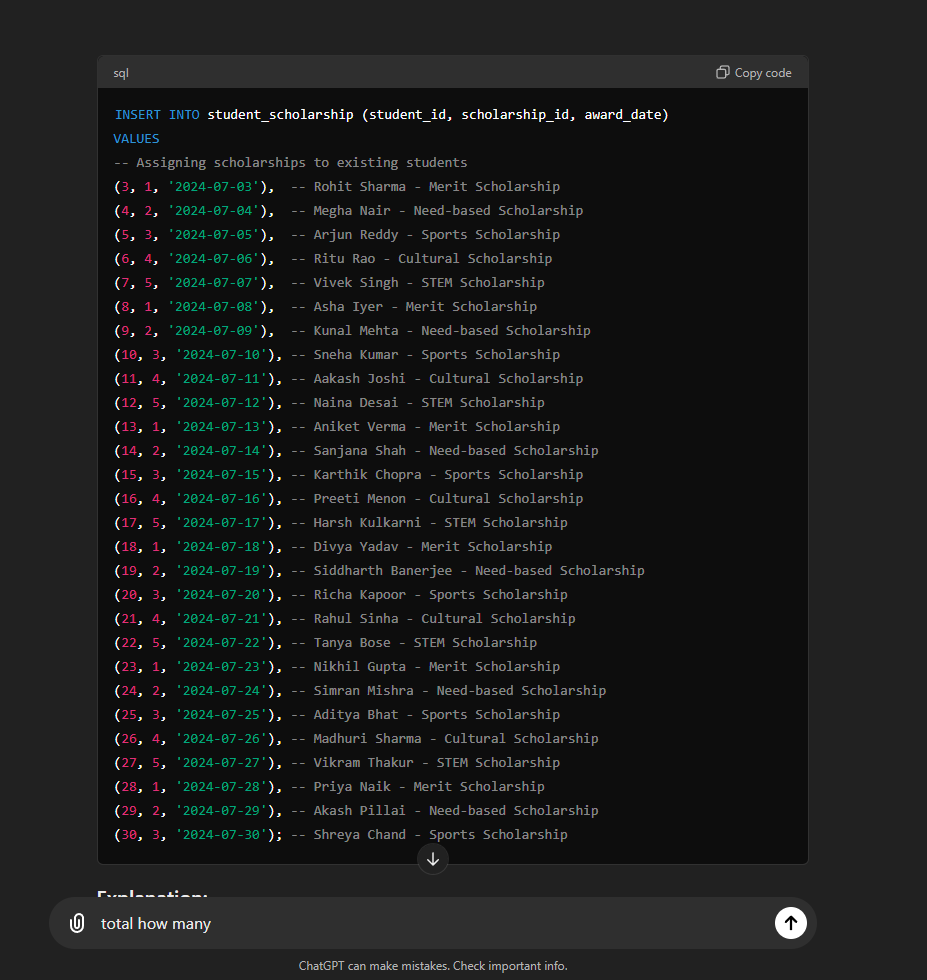 sql
Copy code
INSERT INTO student_scholarship (student_id, scholarship_id, award_date)
VALUES
-- Assigning scholarships to existing students
(3, 1, '2024-07-03'),  -- Rohit Sharma - Merit Scholarship
(4, 2, '2024-07-04'),  -- Megha Nair - Need-based Scholarship
(5, 3, '2024-07-05'),  -- Arjun Reddy - Sports Scholarship
(6, 4, '2024-07-06'),  -- Ritu Rao - Cultural Scholarship
(7, 5, '2024-07-07'),  -- Vivek Singh - STEM Scholarship
(8, 1, '2024-07-08'),  -- Asha Iyer - Merit Scholarship
(9, 2, '2024-07-09'),  -- Kunal Mehta - Need-based Scholarship
(10, 3, '2024-07-10'), -- Sneha Kumar - Sports Scholarship
(11, 4, '2024-07-11'), -- Aakash Joshi - Cultural Scholarship
(12, 5, '2024-07-12'), -- Naina Desai - STEM Scholarship
(13, 1, '2024-07-13'), -- Aniket Verma - Merit Scholarship
(14, 2, '2024-07-14'), -- Sanjana Shah - Need-based Scholarship
(15, 3, '2024-07-15'), -- Karthik Chopra - Sports Scholarship
(16, 4, '2024-07-16'), -- Preeti Menon - Cultural Scholarship
(17, 5, '2024-07-17'), -- Harsh Kulkarni - STEM Scholarship
(18, 1, '2024-07-18'), -- Divya Yadav - Merit Scholarship
(19, 2, '2024-07-19'), -- Siddharth Banerjee - Need-based Scholarship
(20, 3, '2024-07-20'), -- Richa Kapoor - Sports Scholarship
(21, 4, '2024-07-21'), -- Rahul Sinha - Cultural Scholarship
(22, 5, '2024-07-22'), -- Tanya Bose - STEM Scholarship
(23, 1, '2024-07-23'), -- Nikhil Gupta - Merit Scholarship
(24, 2, '2024-07-24'), -- Simran Mishra - Need-based Scholarship
(25, 3, '2024-07-25'), -- Aditya Bhat - Sports Scholarship
(26, 4, '2024-07-26'), -- Madhuri Sharma - Cultural Scholarship
(27, 5, '2024-07-27'), -- Vikram Thakur - STEM Scholarship
(28, 1, '2024-07-28'), -- Priya Naik - Merit Scholarship
(29, 2, '2024-07-29'), -- Akash Pillai - Need-based Scholarship
(30, 3, '2024-07-30'); -- Shreya Chand - Sports Scholarship
Explanation:
total how many
ChatGPT can make mistakes. Check important info.